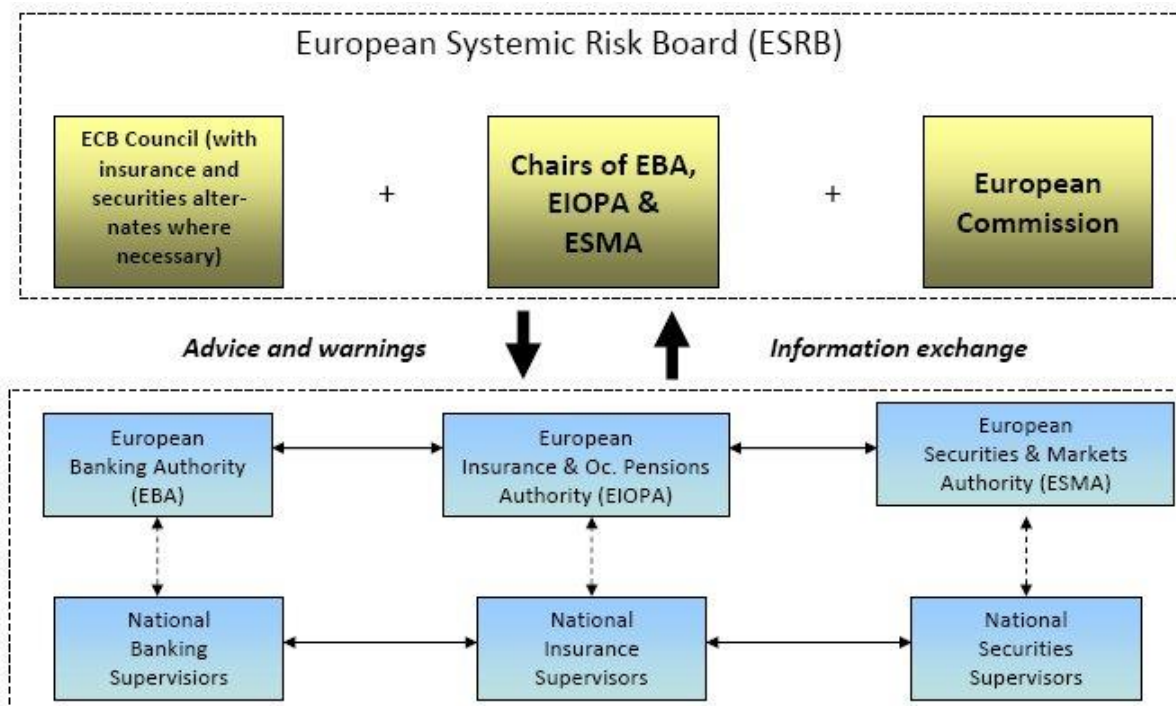 European Systemic Risk Board (ESRB)
ECB Council (with
insurance and
securities alter-
nates where
necessary)
+
Chairs of EBA,
EIOPA &
ESMA
+
European
Commission
Advice and warnings
Information exchange
European
Banking Authority
(EBA)
European
Insurance & Oc. Pensions
Authority (EIOPA)
European
Securities & Markets
Authority (ESMA)
National
Banking
Supervisiors
National
Insurance
Supervisors
National
Securities
Supervisors